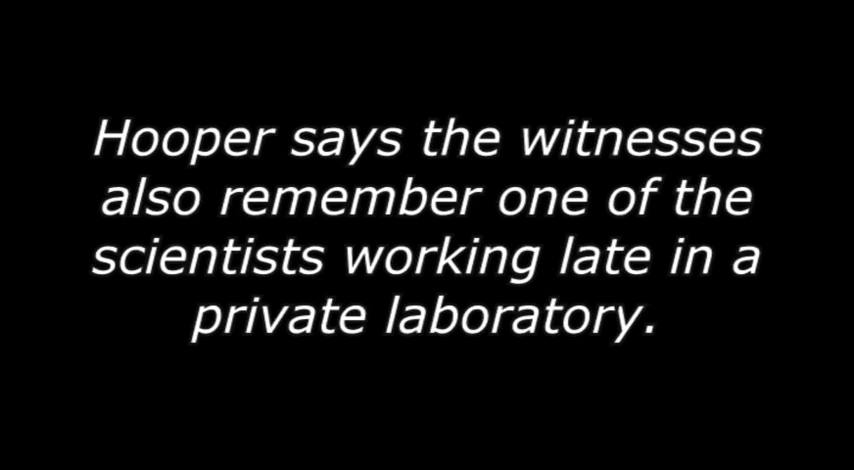 Hooper says the witnesses
also remember one of the
scientists working late in a
private laboratory.